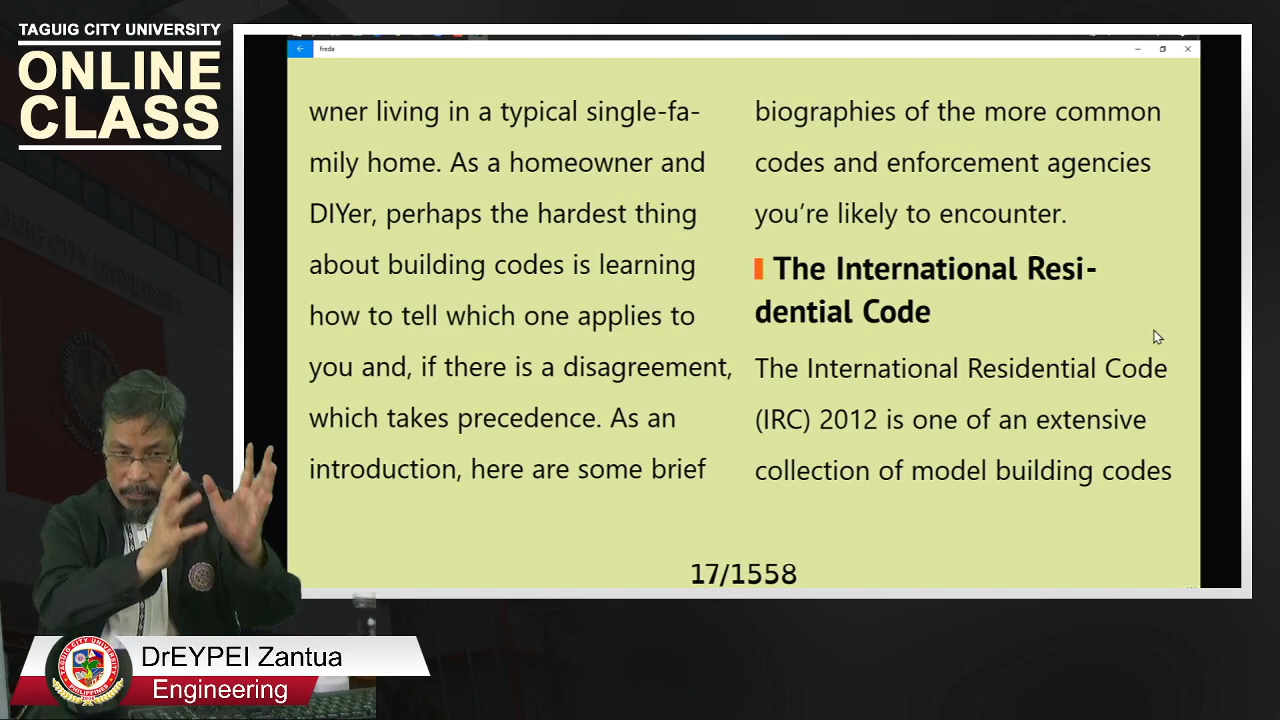 TAGUIG CITY UNIVERSITY
ONLINE
CLASS
freda
wner living in a typical single-fa-
mily home. As a homeowner and
DIYer, perhaps the hardest thing
about building codes is learning
how to tell which one applies to
you and, if there is a disagreement,
which takes precedence. As an
introduction, here are some brief
biographies of the more common
codes and enforcement agencies
you’re likely to encounter.
The International Resi-
dential Code
The International Residential Code
(IRC) 2012 is one of an extensive
collection of model building codes
17/1558
DrEYPEI Zantua
Engineering